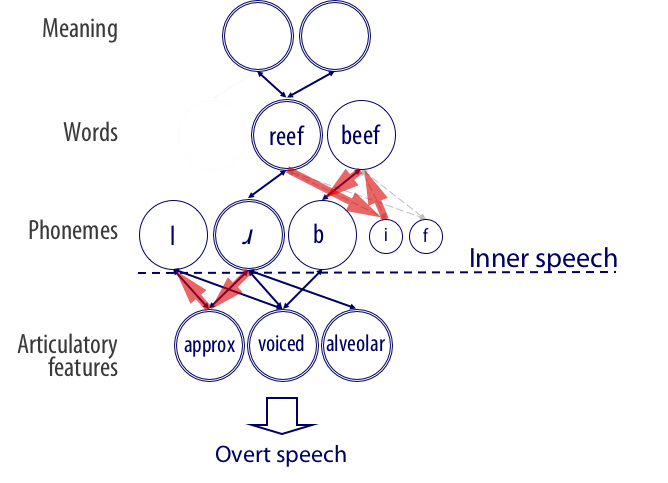 Meaning
Words
reef
beef
Phonemes
l
ɹ
b
i
f
Inner speech
Articulatory
features
approx
voiced
alveolar
Overt speech